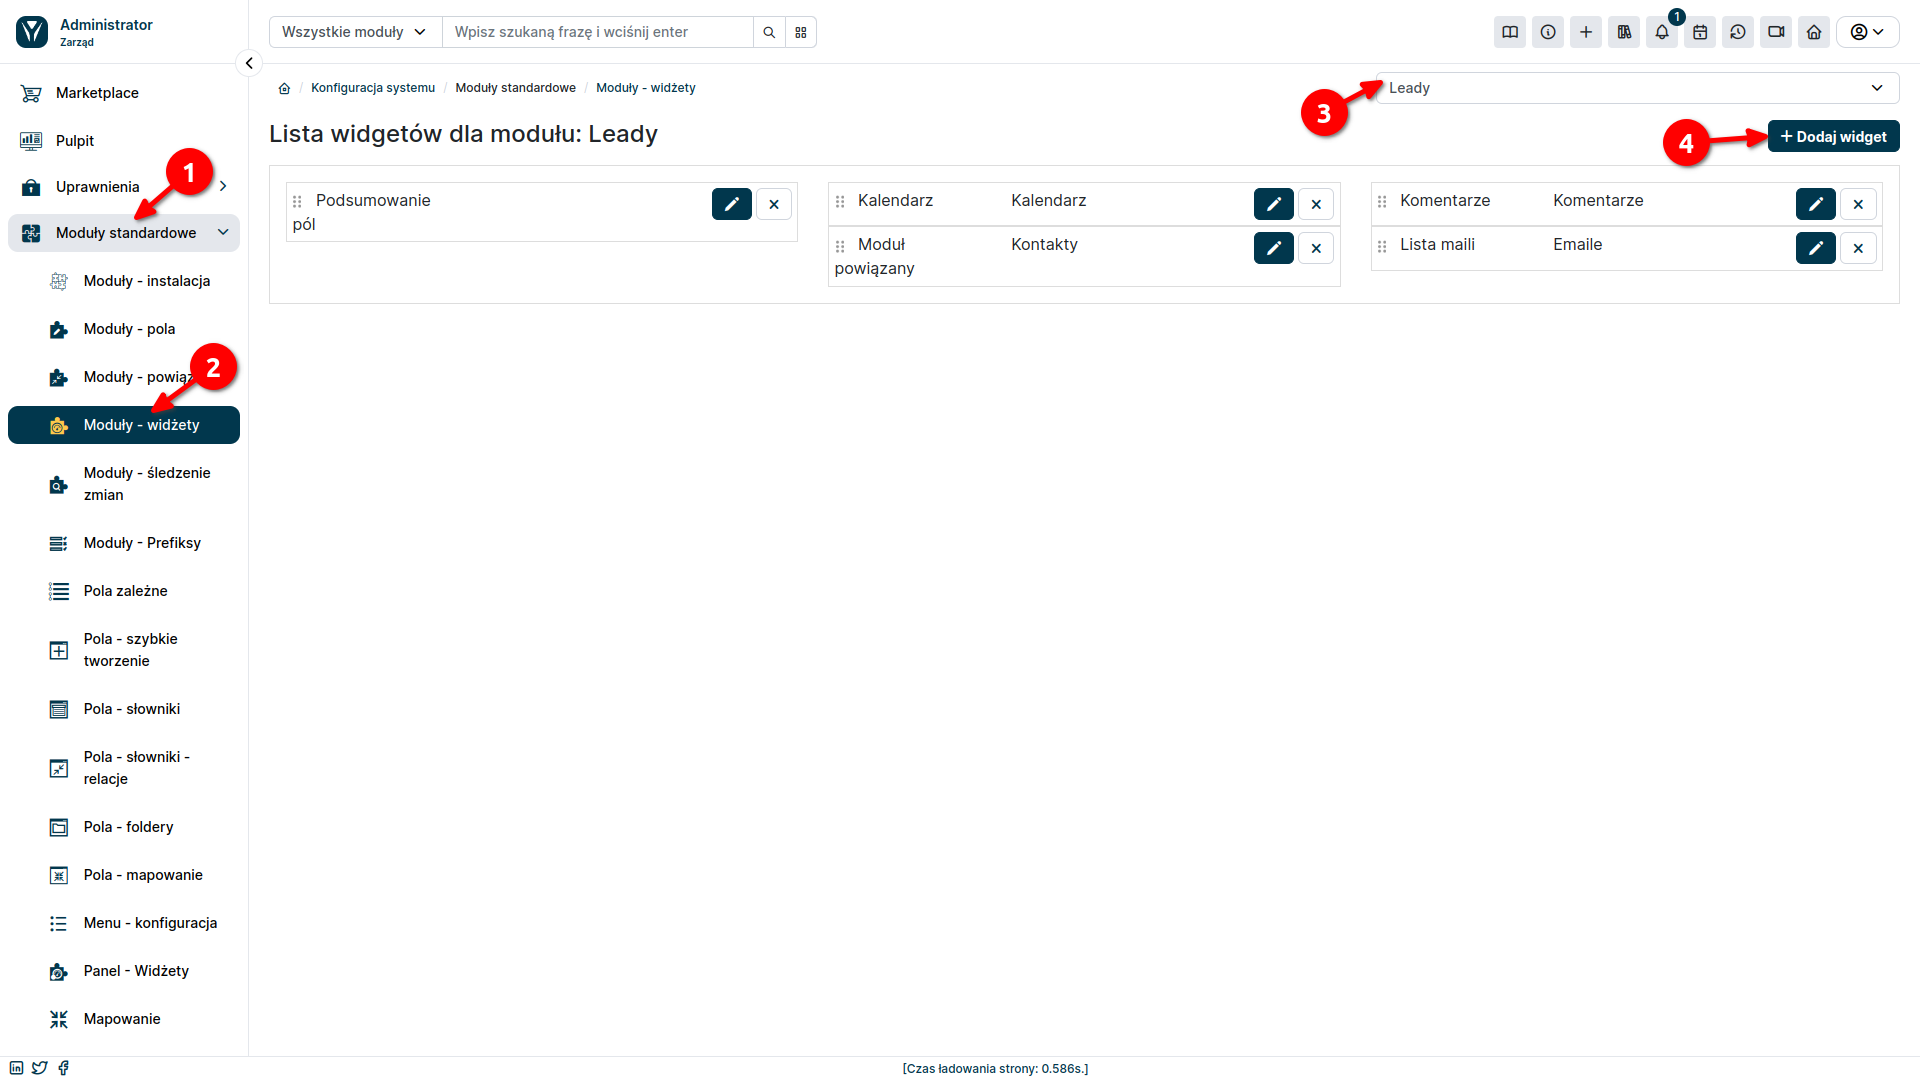 Administrator
Zarząd
Wszystkie moduły
Wpisz szukaną frazę i wciśnij enter
1
Marketplace
Pulpit
Uprawnienia
Moduły standardowe
Moduły - instalacja
Moduły - pola
Moduły - powiąz
Moduły - widżety
Moduły - śledzenie
zmian
Moduły - Prefiksy
Pola zależne
Pola - szybkie
tworzenie
Pola - słowniki
Pola - słowniki -
relacje
Pola - foldery
Pola - mapowanie
Menu - konfiguracja
Panel - Widżety
Mapowanie
1
2
Konfiguracja systemu / Moduły standardowe / Moduły - widżety
Leady
3
Lista widgetów dla modułu: Leady
4
+ Dodaj widget
Podsumowanie
pól
Kalendarz Kalendarz
Moduł Kontakty
powiązany
Komentarze Komentarze
Lista maili Emaile
[Czas ładowania strony: 0.586s.]